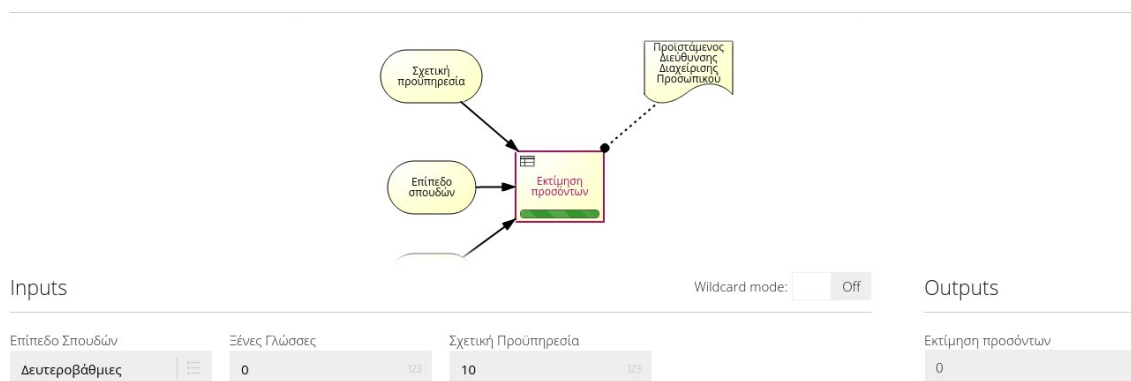 Προϊστάμενος
Διεύθυνσης
Διαχείρισης
Προσωπικού
Σχετική
προϋπηρεσία
Επίπεδο
σπουδών
Εκτίμηση
προσόντων
Inputs
Wildcard mode: Off
Outputs
Επίπεδο Σπουδών
Ξένες Γλώσσες
Σχετική Προϋπηρεσία
Εκτίμηση προσόντων
Δευτεροβάθμιες
0 123
10 123
0